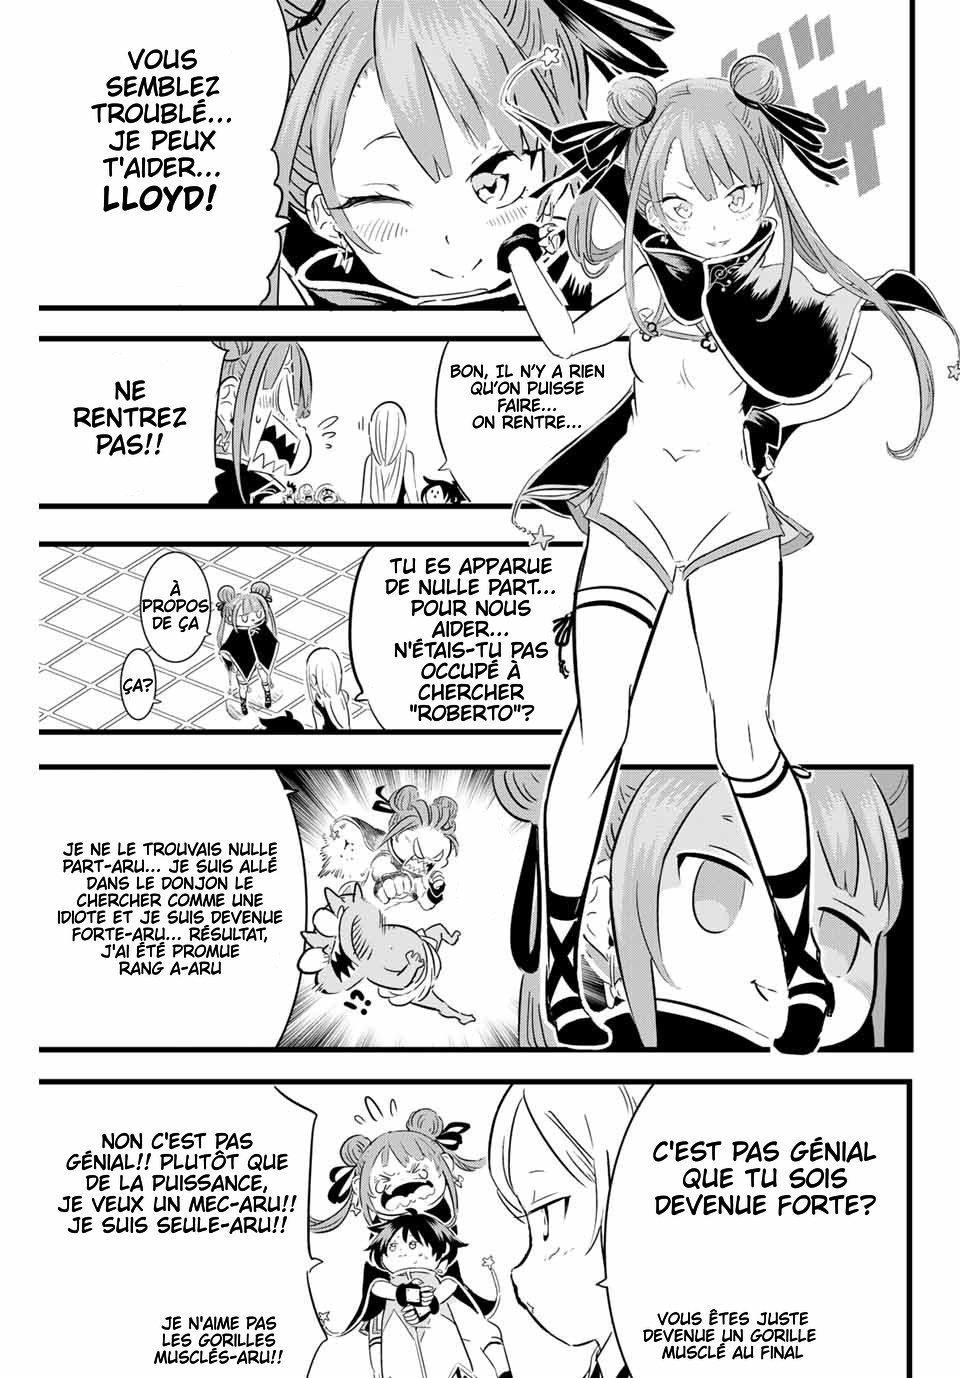 VOUS
SEMBLEZ
TROUBLÉ...
JE PEUX
T'AIDER...
LLOYD!
BON, IL N'Y A RIEN
QU'ON PUISSE
FAIRE...
ON RENTRE...
NE
RENTREZ
PAS!!
TU ES APPARUE
DE NULLE PART...
POUR NOUS
AIDER...
N'ÉTAIS-TU PAS
OCCUPÉ À
CHERCHER
"ROBERTO"?
À
PROPOS
DE ÇA
ÇA?
JE NE LE TROUVAIS NULLE
PART-ARU... JE SUIS ALLÉ
DANS LE DONJON LE
CHERCHER COMME UNE
IDIOTE ET JE SUIS DEVENUE
FORTE-ARU... RÉSULTAT,
J'AI ÉTÉ PROMUE
RANG A-ARU
!?
C'EST PAS GÉNIAL
QUE TU SOIS
DEVENUE FORTE?
NON C'EST PAS
GÉNIAL!! PLUTÔT QUE
DE LA PUISSANCE,
JE VEUX UN MEC-ARU!!
JE SUIS SEULE-ARU!!
VOUS ÊTES JUSTE
DEVENUE UN GORILLE
MUSCLÉ AU FINAL
JE N'AIME PAS
LES GORILLES
MUSCLÉS-ARU!!